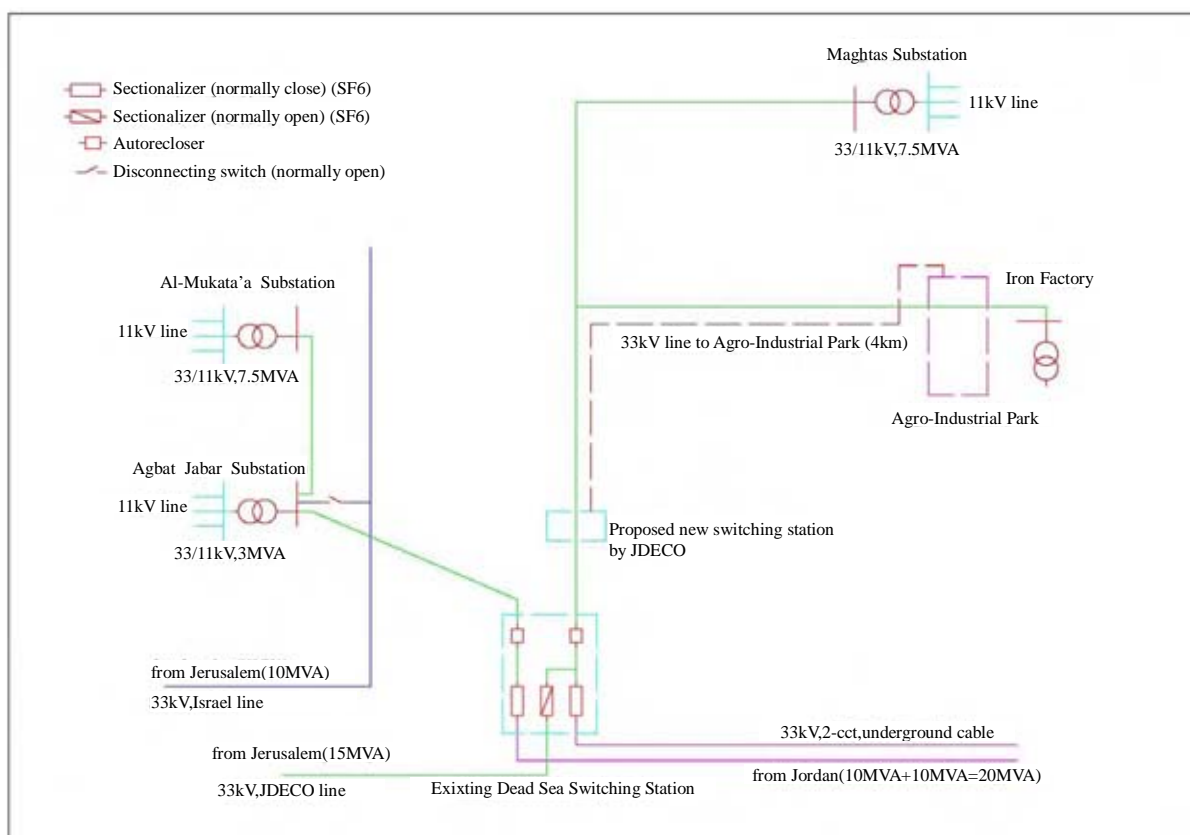 Maghtas Substation
Sectionalizer (normally close) (SF6)
Sectionalizer (normally open) (SF6)
Autorecloser
Disconnecting switch (normally open)
11kV line
33/11kV,7.5MVA
Al-Mukata’a Substation
11kV line
33/11kV,7.5MVA
Iron Factory
33kV line to Agro-Industrial Park (4km)
Agro-Industrial Park
Agbat Jabar Substation
11kV line
33/11kV,3MVA
Proposed new switching station
by JDECO
from Jerusalem(10MVA)
33kV,Israel line
33kV,2-cct,underground cable
from Jerusalem(15MVA)
33kV,JDECO line
from Jordan(10MVA+10MVA=20MVA)
Exixting Dead Sea Switching Station